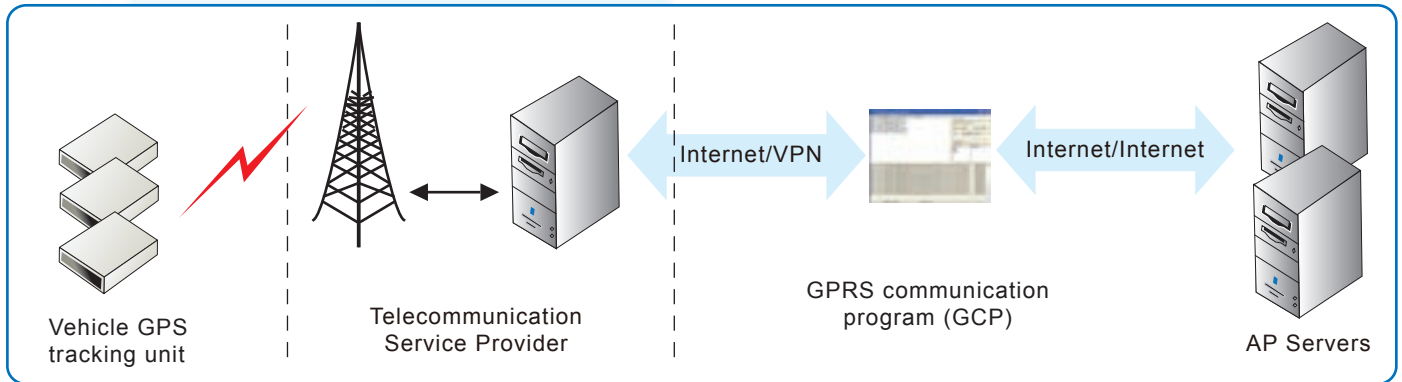 Internet/VPN
Internet/Internet
Vehicle GPS
tracking unit
Telecommunication
Service Provider
GPRS communication
program (GCP)
AP Servers